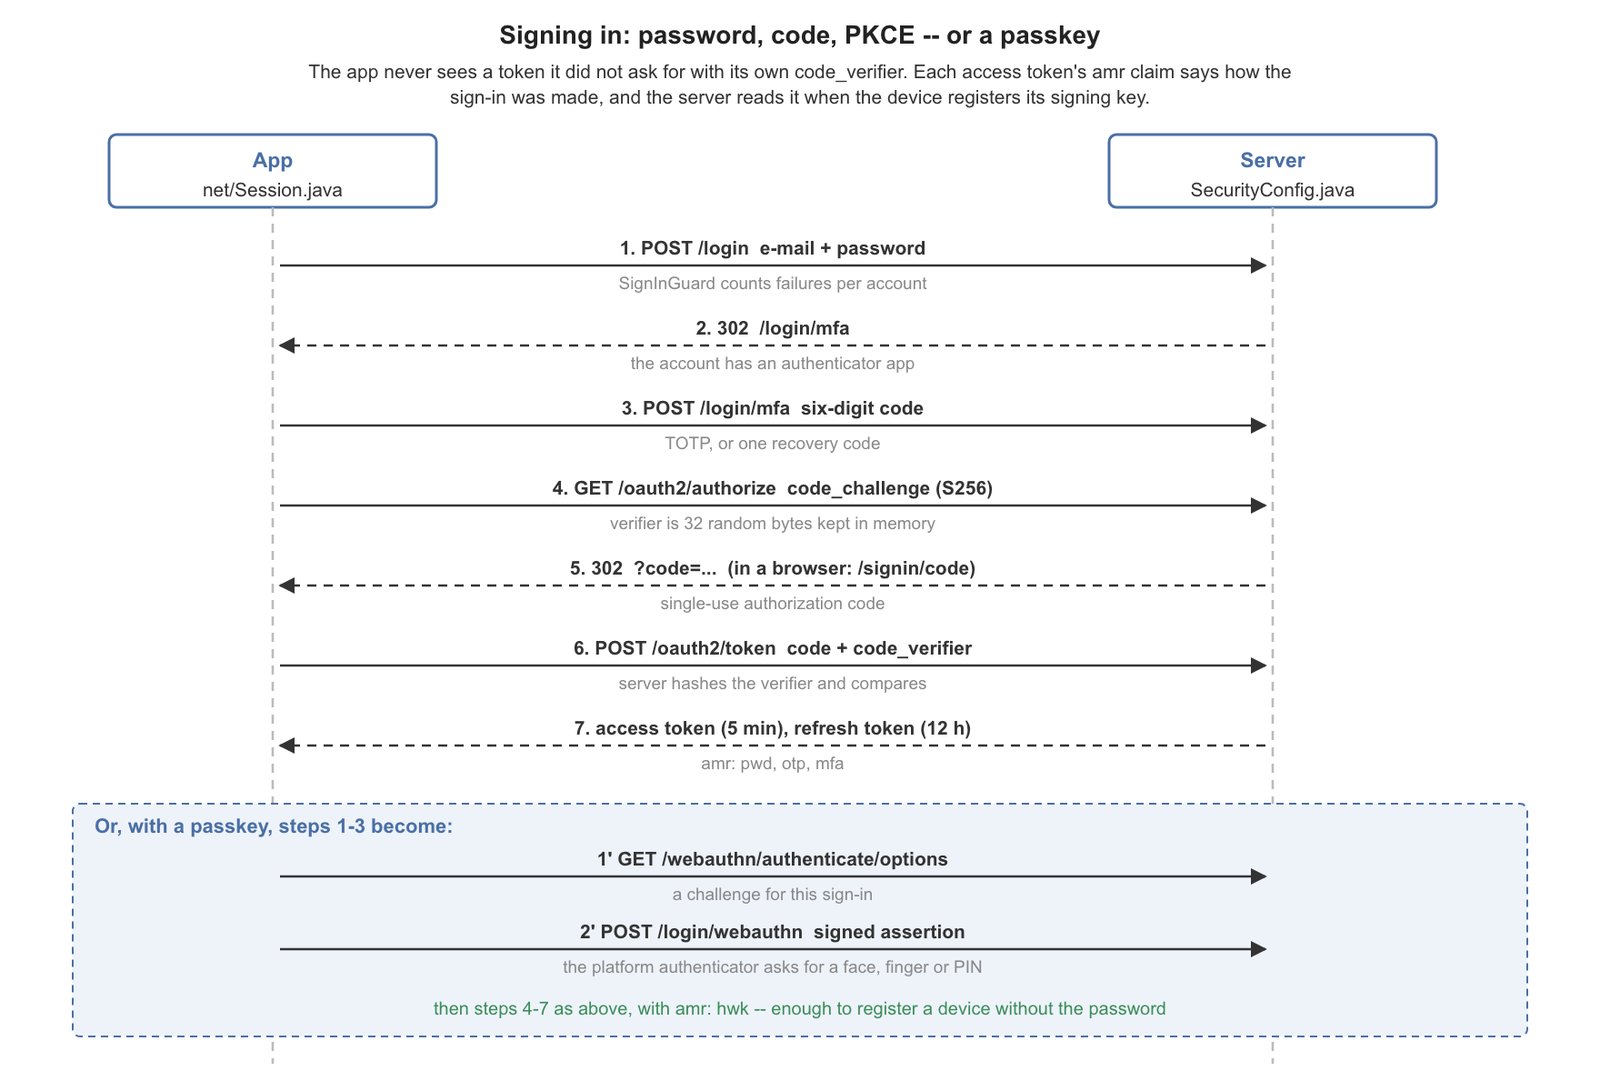 Signing in: password, code, PKCE -- or a passkey
The app never sees a token it did not ask for with its own code_verifier. Each access token's amr claim says how the
sign-in was made, and the server reads it when the device registers its signing key.
App
net/Session.java
Server
SecurityConfig.java
1. POST /login  e-mail + password
SignInGuard counts failures per account
2. 302  /login/mfa
the account has an authenticator app
3. POST /login/mfa  six-digit code
TOTP, or one recovery code
4. GET /oauth2/authorize  code_challenge (S256)
verifier is 32 random bytes kept in memory
5. 302  ?code=...  (in a browser: /signin/code)
single-use authorization code
6. POST /oauth2/token  code + code_verifier
server hashes the verifier and compares
7. access token (5 min), refresh token (12 h)
amr: pwd, otp, mfa
Or, with a passkey, steps 1-3 become:
1' GET /webauthn/authenticate/options
a challenge for this sign-in
2' POST /login/webauthn  signed assertion
the platform authenticator asks for a face, finger or PIN
then steps 4-7 as above, with amr: hwk -- enough to register a device without the password